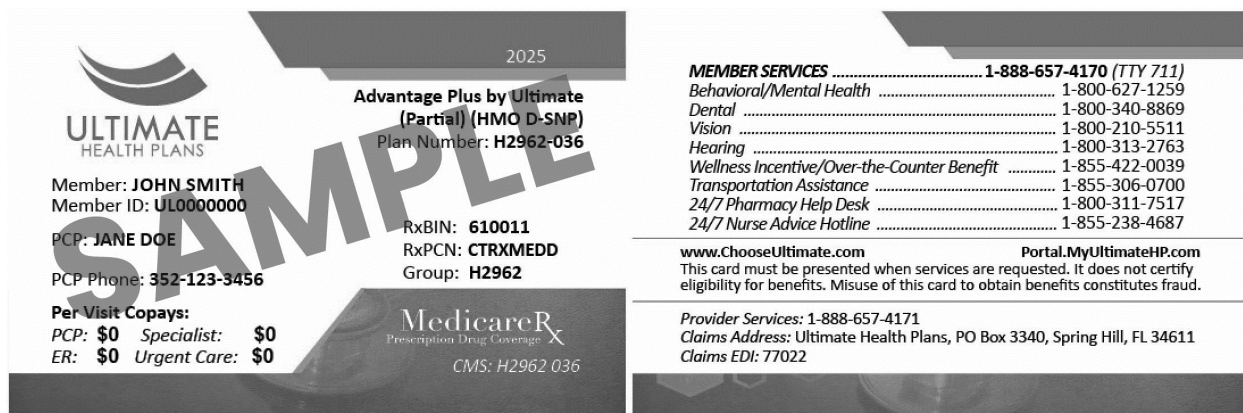 2025
ULTIMATE
HEALTH PLANS
Advantage Plus by Ultimate
(Partial) (HMO D-SNP)
Plan Number: H2962-036
SAMPLE
Member: JOHN SMITH
Member ID: UL0000000
PCP: JANE DOE
PCP Phone: 352-123-3456
RxBIN: 610011
RxPCN: CTRXMEDD
Group: H2962
Per Visit Copays:
PCP: $0 Specialist: $0
ER: $0 Urgent Care: $0
MedicareRx
Prescription Drug Coverage
CMS: H2962 036
MEMBER SERVICES ................................ 1-888-657-4170 (TTY 711)
Behavioral/Mental Health ..................................... 1-800-627-1259
Dental ................................................................ 1-800-340-8869
Vision ................................................................ 1-800-210-5511
Hearing .............................................................. 1-800-313-2763
Wellness Incentive/Over-the-Counter Benefit ............ 1-855-422-0039
Transportation Assistance ..................................... 1-855-306-0700
24/7 Pharmacy Help Desk ..................................... 1-800-311-7517
24/7 Nurse Advice Hotline ..................................... 1-855-238-4687
www.ChooseUltimate.com Portal.MyUltimateHP.com
This card must be presented when services are requested. It does not certify
eligibility for benefits. Misuse of this card to obtain benefits constitutes fraud.
Provider Services: 1-888-657-4171
Claims Address: Ultimate Health Plans, PO Box 3340, Spring Hill, FL 34611
Claims EDI: 77022